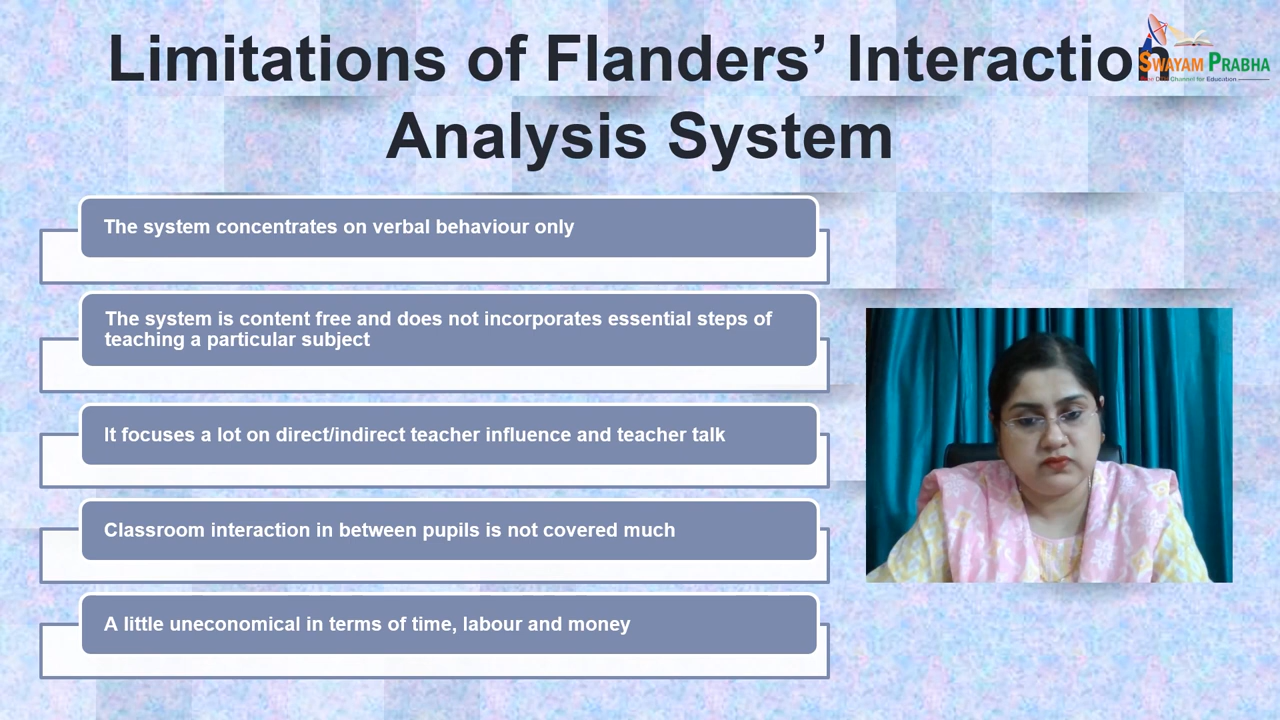 Limitations of Flanders' Interaction
Analysis System
SWAYAM PRABHA
The system concentrates on verbal behaviour only
The system is content free and does not incorporates essential steps of
teaching a particular subject
It focuses a lot on direct/indirect teacher influence and teacher talk
Classroom interaction in between pupils is not covered much
A little uneconomical in terms of time, labour and money